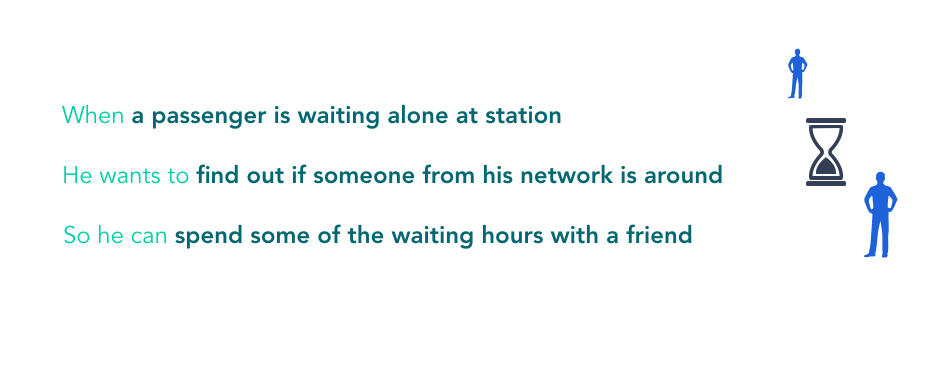 When a passenger is waiting alone at station
He wants to find out if someone from his network is around
So he can spend some of the waiting hours with a friend